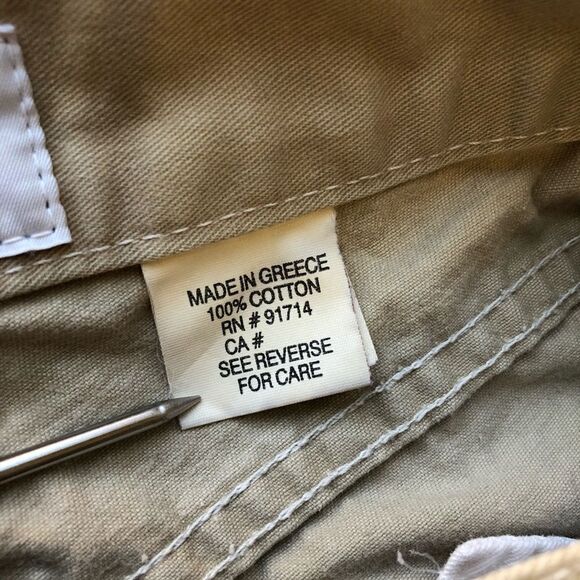 MADE IN GREECE
100% COTTON
RN # 91714
CA #
SEE REVERSE
FOR CARE